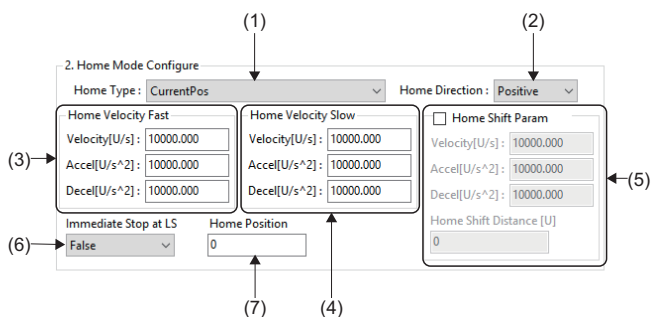 (1) (2)
2. Home Mode Configure
Home Type : CurrentPos Home Direction : Positive
Home Velocity Fast Home Velocity Slow Home Shift Param
Velocity[U/s] : 10000.000 Velocity[U/s] : 10000.000 Velocity[U/s] : 10000.000
(3) Accel[U/s^2] : 10000.000 Accel[U/s^2] : 10000.000 Accel[U/s^2] : 10000.000 (5)
Decel[U/s^2] : 10000.000 Decel[U/s^2] : 10000.000 Decel[U/s^2] : 10000.000
Immediate Stop at LS Home Position Home Shift Distance [U]
(6) False 0 0
(7) (4)